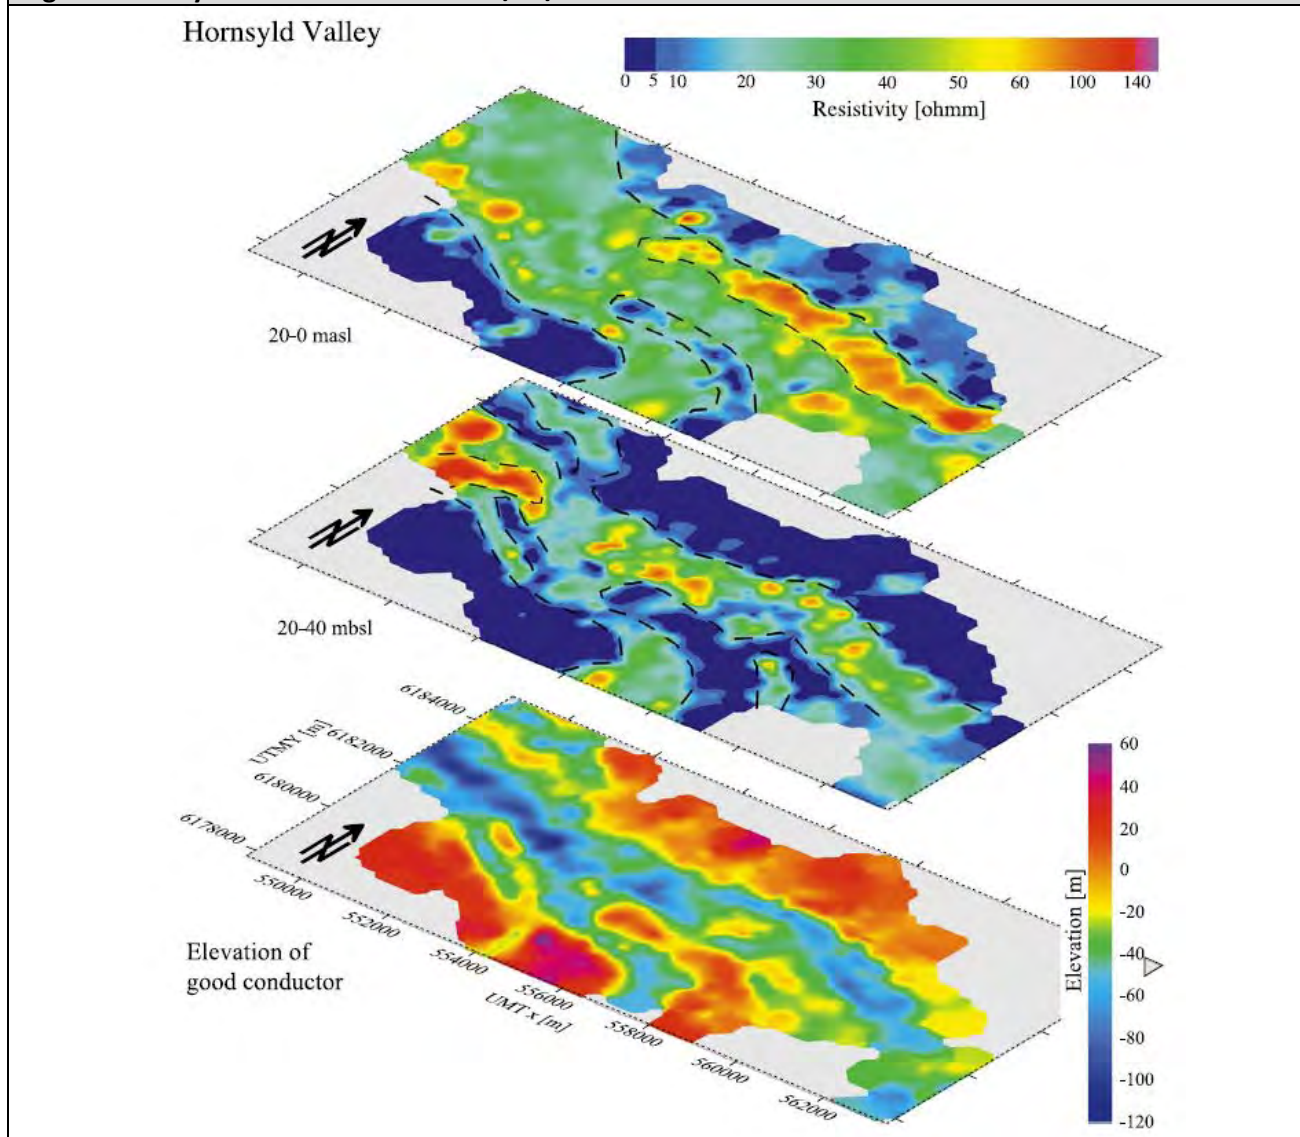 Hornsyld Valley
0 5 10 20 30 40 50 60 100 140
Resistivity [ohmm]
N
20-0 masl
N
20-40 mbsl
6184000
6182000
6180000
6178000
UTMY [m]
N
550000
552000
554000
556000
558000
560000
562000
UMT x [m]
Elevation of
good conductor
Elevation [m]
60
40
20
0
-20
-40
-60
-80
-100
-120